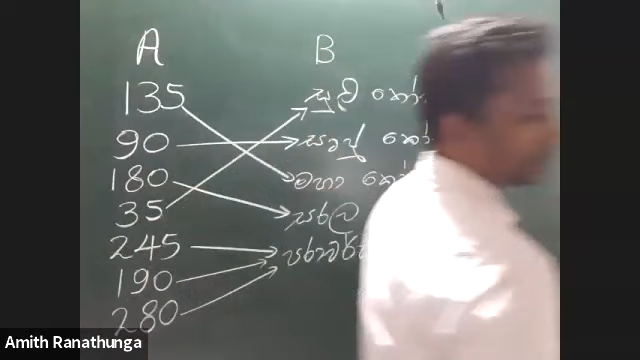 A B
135 සුළු කෝ
90 සෘජු කෝ
180 මහා කෝ
35 සරල
245 පරාවර්ත
190
280
Amith Ranathunga